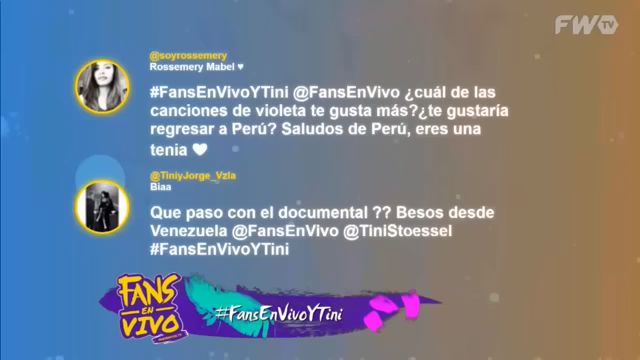 FWTV
@soyrossemery
Rossemery Mabel ♥
#FansEnVivoYTini @FansEnVivo ¿cuál de las
canciones de violeta te gusta más?¿te gustaría
regresar a Perú? Saludos de Perú, eres una
tenia ♥
@TiniyJorge_Vzla
Biaa
Que paso con el documental ?? Besos desde
Venezuela @FansEnVivo @TiniStoessel
#FansEnVivoYTini
FANS
EN
VIVO
#FansEnVivoYTini